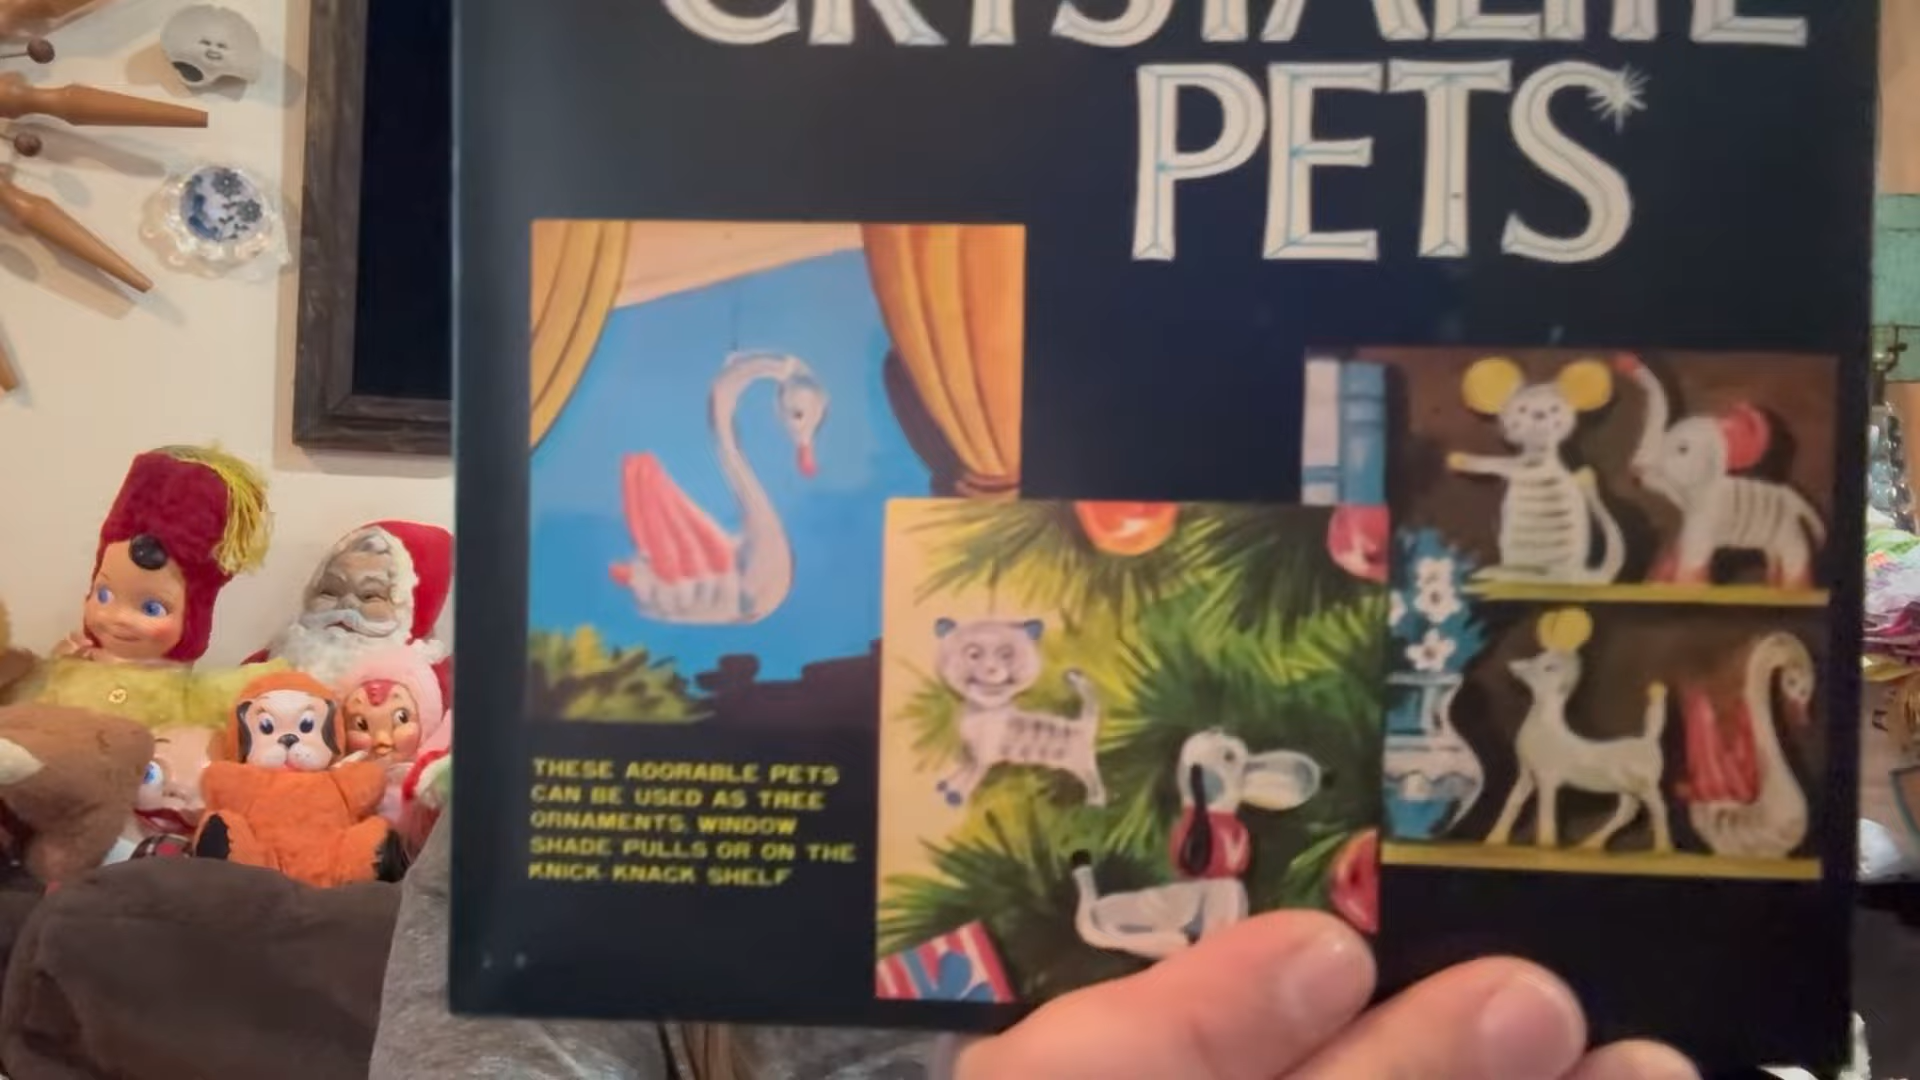 CRYSTALITE
PETS
THESE ADORABLE PETS
CAN BE USED AS TREE
ORNAMENTS, WINDOW
SHADE PULLS OR ON THE
KNICK-KNACK SHELF